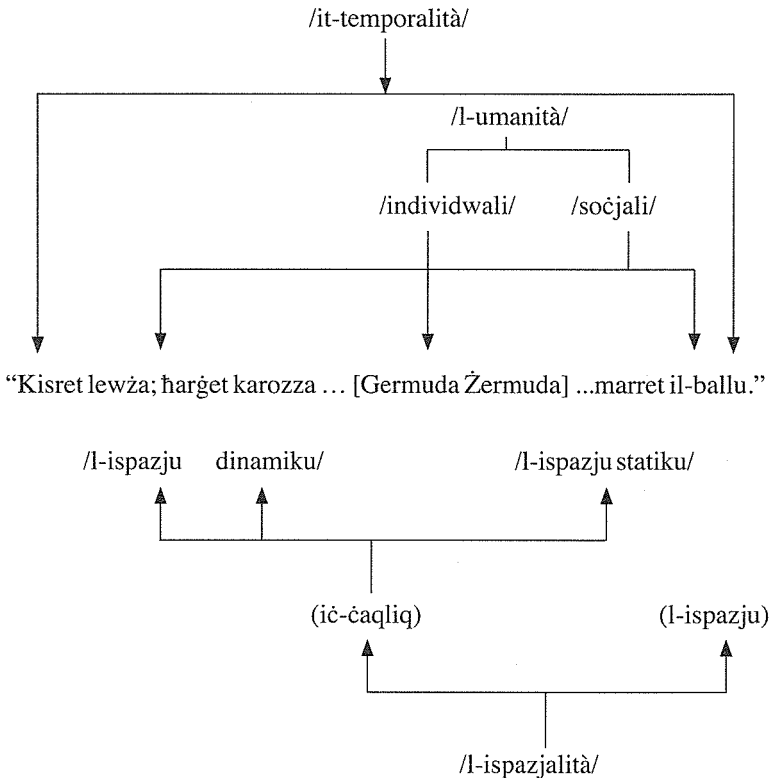 /it-temporalità/
/l-umanità/
/individwali/ /soċjali/
“Kisret lewża; ħarġet karozza … [Germuda Żermuda] ...marret il-ballu.”
/l-ispazju dinamiku/ /l-ispazju statiku/
(iċ-ċaqliq) (l-ispazju)
/l-ispazjalità/